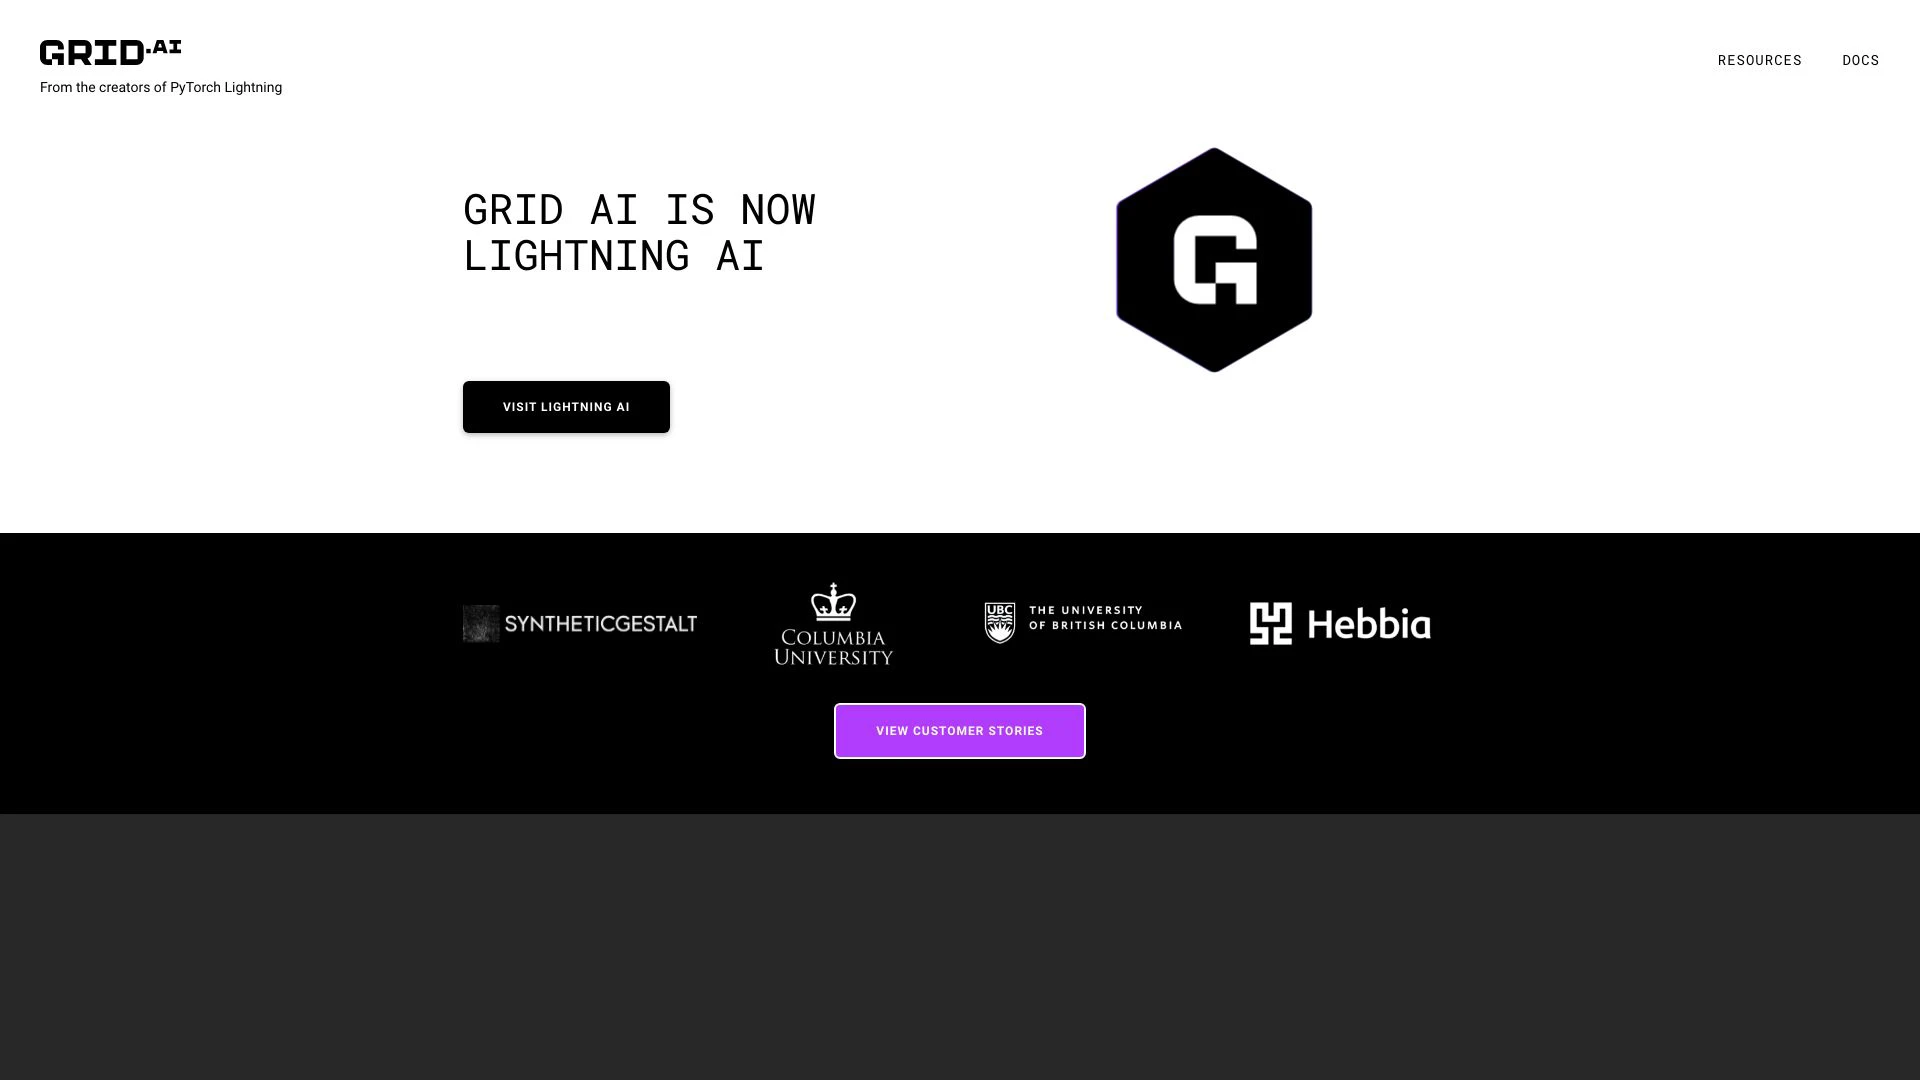 GRID.AI
From the creators of PyTorch Lightning
RESOURCES
DOCS
GRID AI IS NOW
LIGHTNING AI
VISIT LIGHTNING AI
SYNTHETICGESTALT
COLUMBIA
UNIVERSITY
UBC
THE UNIVERSITY
OF BRITISH COLUMBIA
Hebbia
VIEW CUSTOMER STORIES